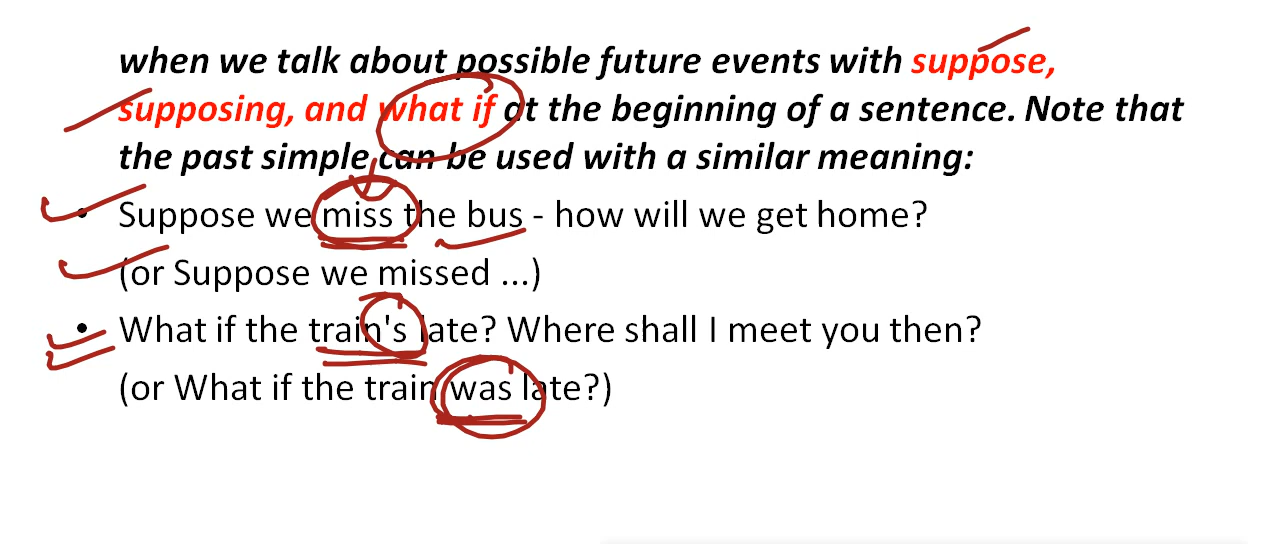 when we talk about possible future events with suppose,
supposing, and what if at the beginning of a sentence. Note that
the past simple can be used with a similar meaning:
• Suppose we miss the bus - how will we get home?
(or Suppose we missed ...)
• What if the train's late? Where shall I meet you then?
(or What if the train was late?)